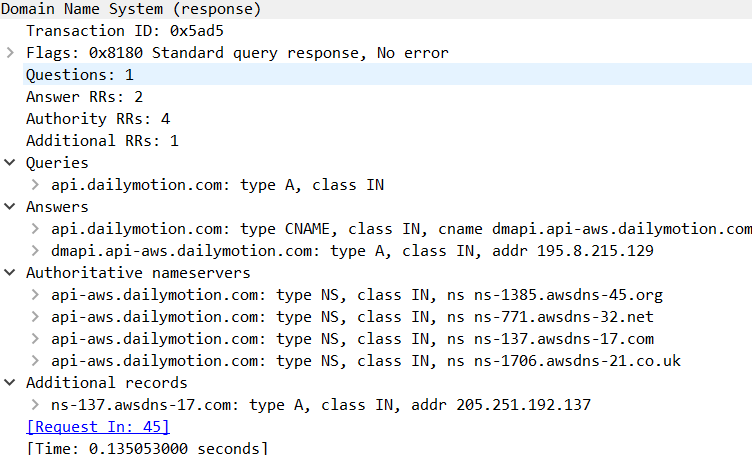 Domain Name System (response)
Transaction ID: 0x5ad5
Flags: 0x8180 Standard query response, No error
Questions: 1
Answer RRs: 2
Authority RRs: 4
Additional RRs: 1
Queries
api.dailymotion.com: type A, class IN
Answers
api.dailymotion.com: type CNAME, class IN, cname dmapi.api-aws.dailymotion.com
dmapi.api-aws.dailymotion.com: type A, class IN, addr 195.8.215.129
Authoritative nameservers
api-aws.dailymotion.com: type NS, class IN, ns ns-1385.awsdns-45.org
api-aws.dailymotion.com: type NS, class IN, ns ns-771.awsdns-32.net
api-aws.dailymotion.com: type NS, class IN, ns ns-137.awsdns-17.com
api-aws.dailymotion.com: type NS, class IN, ns ns-1706.awsdns-21.co.uk
Additional records
ns-137.awsdns-17.com: type A, class IN, addr 205.251.192.137
[Request In: 45]
[Time: 0.135053000 seconds]